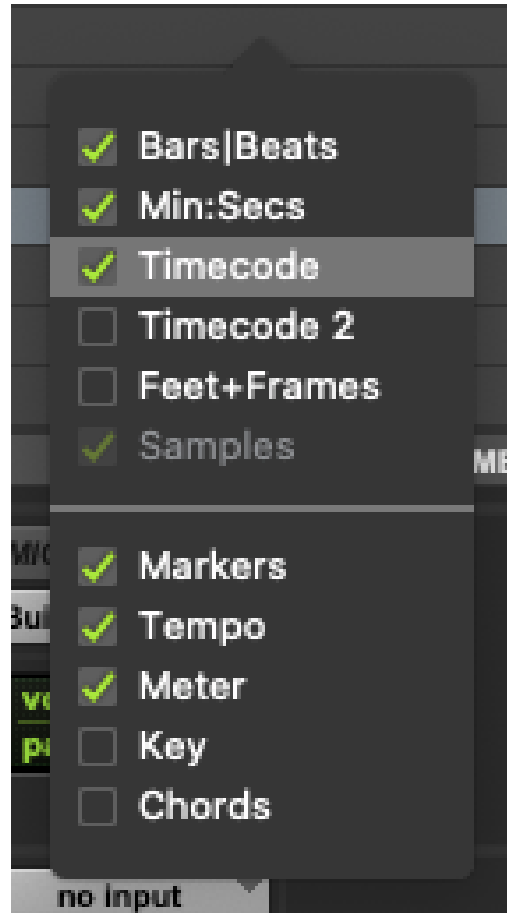 Bars|Beats
Min:Secs
Timecode
Timecode 2
Feet+Frames
Samples
Markers
Tempo
Meter
Key
Chords
no input